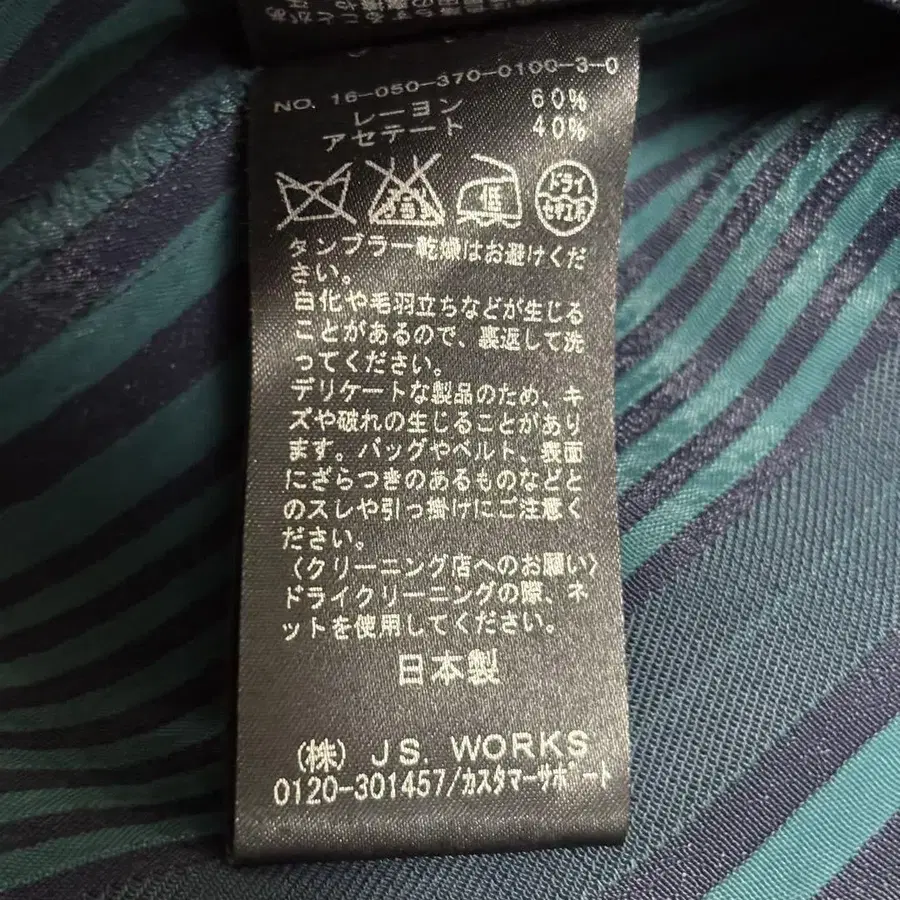 NO. 16-050-370-0100-3-0
レーヨン 60%
アセテート 40%
ドライ
セキユ系
タンブラー乾燥はお避けくだ
さい。
白化や毛羽立ちなどが生じる
ことがあるので、裏返して洗
ってください。
デリケートな製品のため、キ
ズや破れの生じることがあり
ます。バッグやベルト、表面
にざらつきのあるものなどと
のスレや引っ掛けにご注意く
ださい。
(クリーニング店へのお願い)
ドライクリーニングの際、ネ
ットを使用してください。
日本製
(株) JS. WORKS
0120-301457/カスタマーサポート